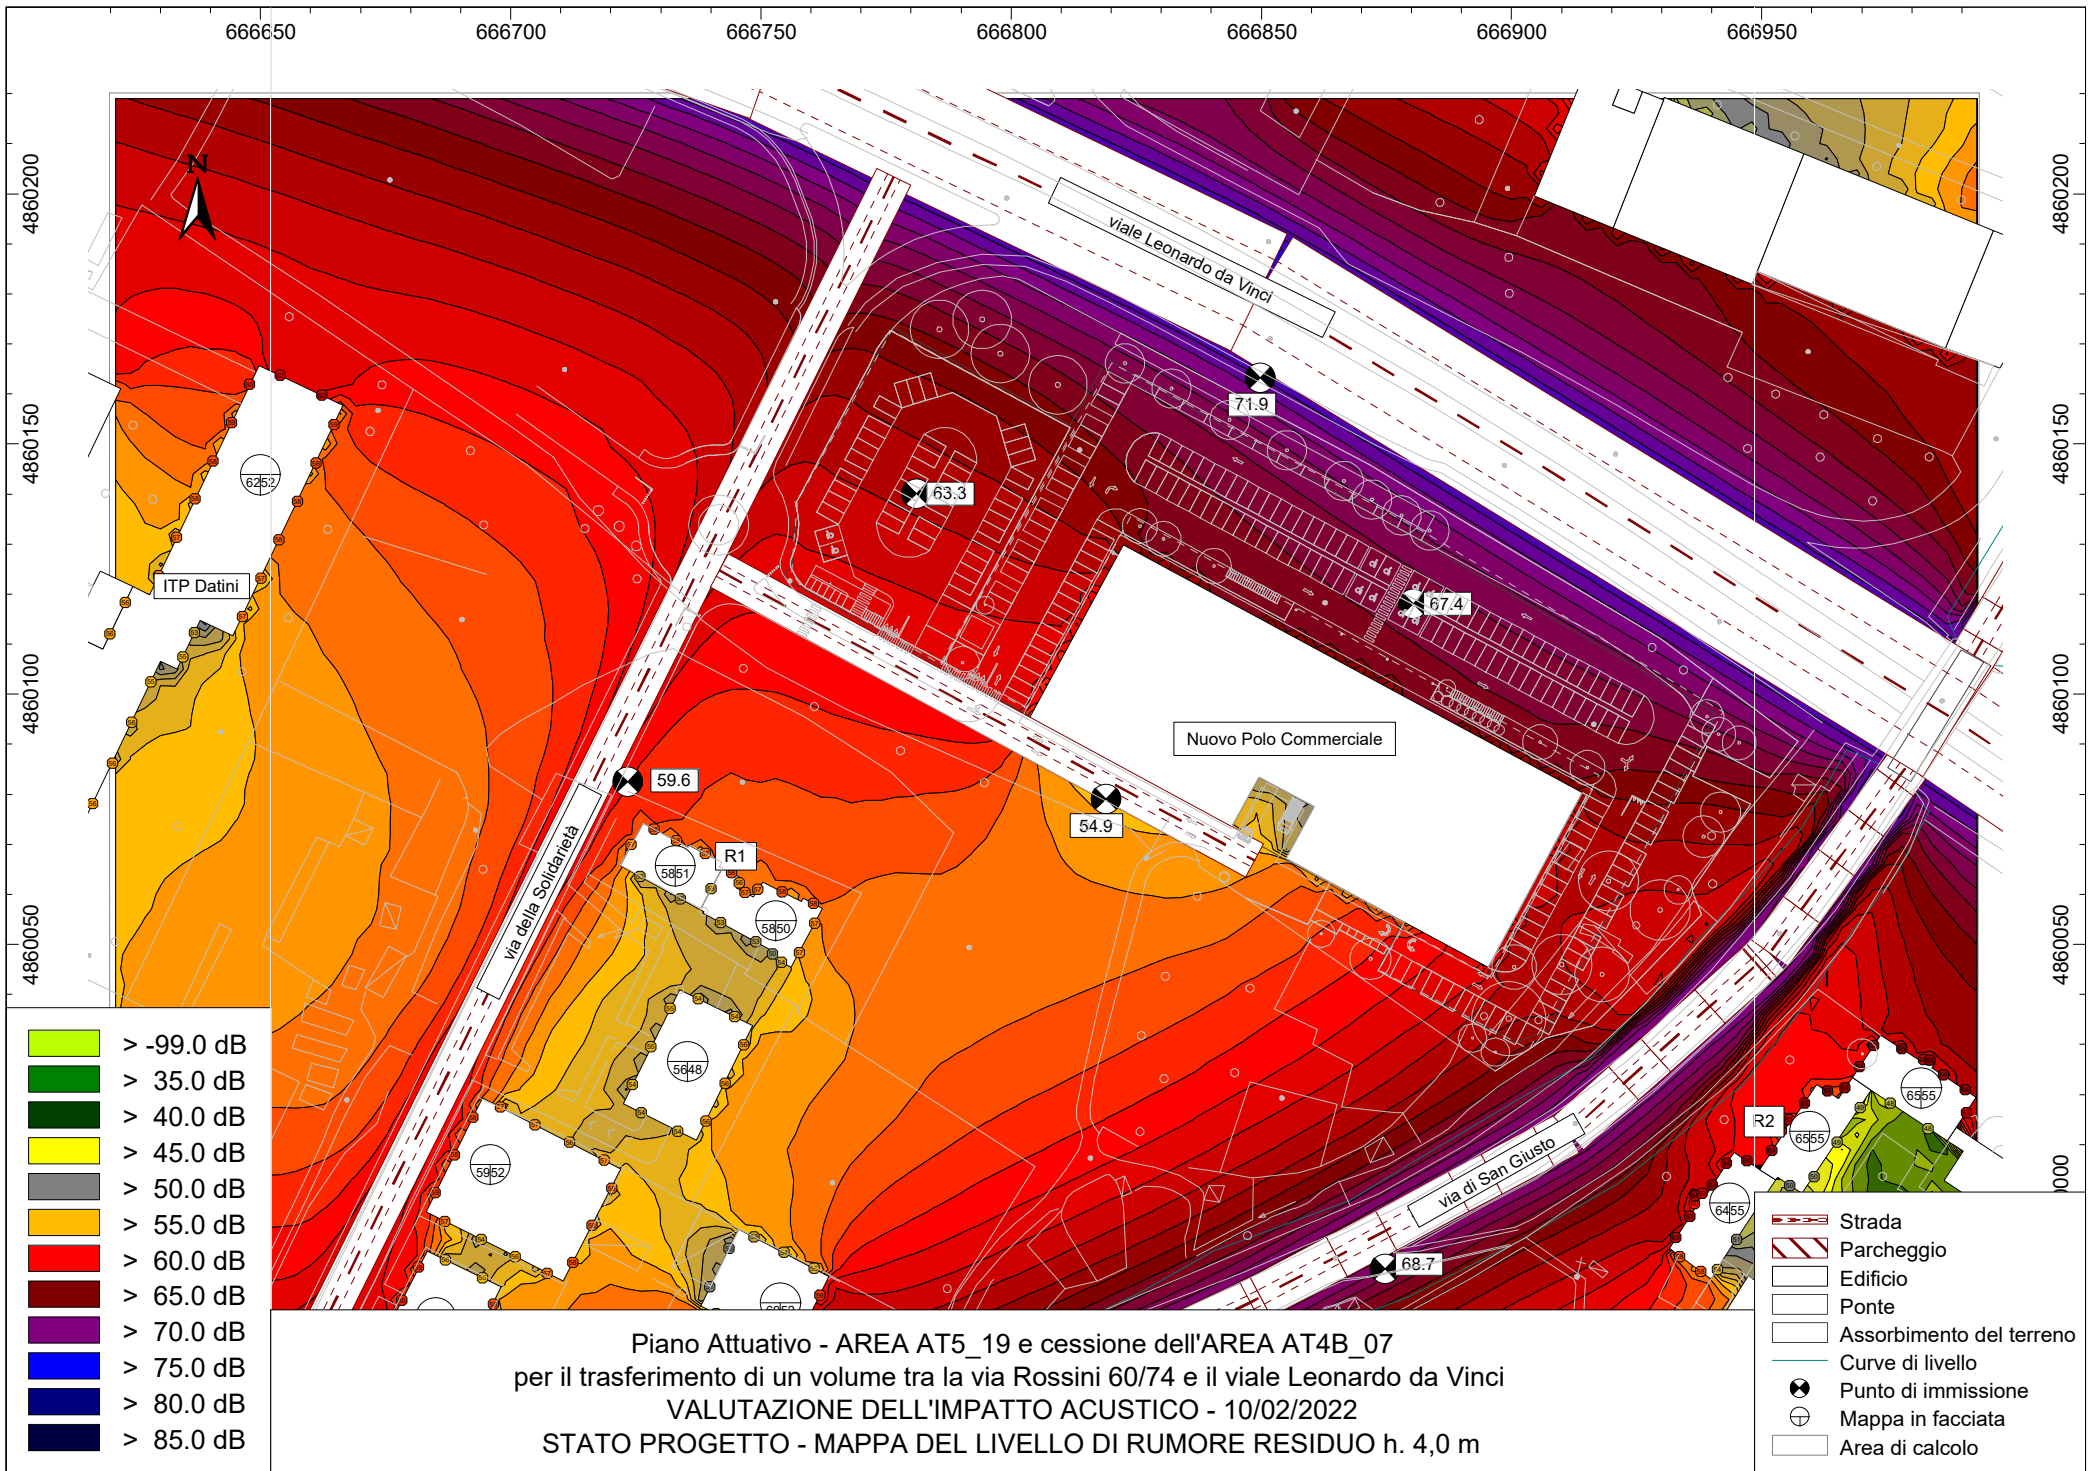 666650 666700 666750 666800 666850 666900 666950
4860200
4860150
4860100
4860050
4860200
4860150
4860100
4860050
0000
N
viale Leonardo da Vinci
71.9
63.3
67.4
6252
ITP Datini
Nuovo Polo Commerciale
59.6
54.9
R1
5851
5850
via della Solidarietà
5648
5952
6555
R2
6555
6455
via di San Giusto
68.7
> -99.0 dB
> 35.0 dB
> 40.0 dB
> 45.0 dB
> 50.0 dB
> 55.0 dB
> 60.0 dB
> 65.0 dB
> 70.0 dB
> 75.0 dB
> 80.0 dB
> 85.0 dB
Piano Attuativo - AREA AT5_19 e cessione dell'AREA AT4B_07
per il trasferimento di un volume tra la via Rossini 60/74 e il viale Leonardo da Vinci
VALUTAZIONE DELL'IMPATTO ACUSTICO - 10/02/2022
STATO PROGETTO - MAPPA DEL LIVELLO DI RUMORE RESIDUO h. 4,0 m
Strada
Parcheggio
Edificio
Ponte
Assorbimento del terreno
Curve di livello
Punto di immissione
Mappa in facciata
Area di calcolo